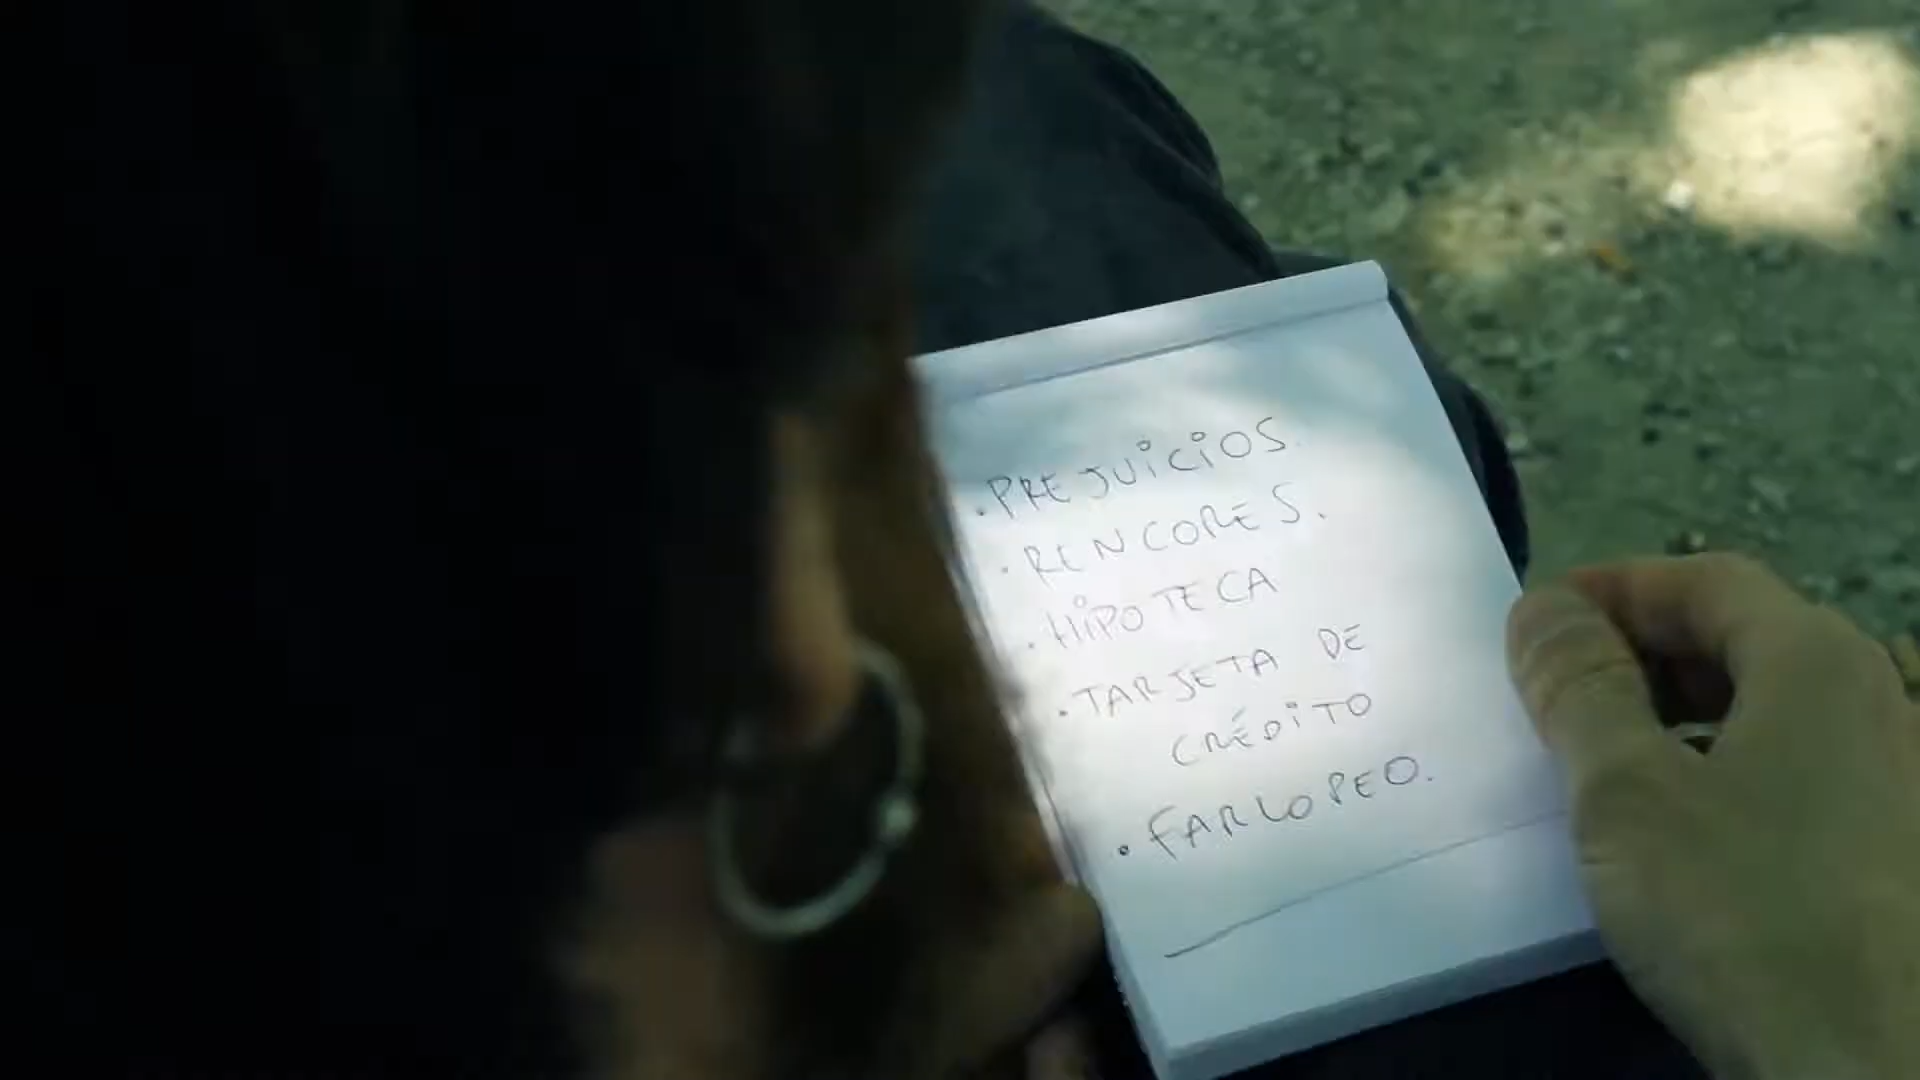 · PREJUICIOS.
· RENCORES.
· HIPOTECA
· TARJETA DE
CRÉDITO
· FARLOPEO.